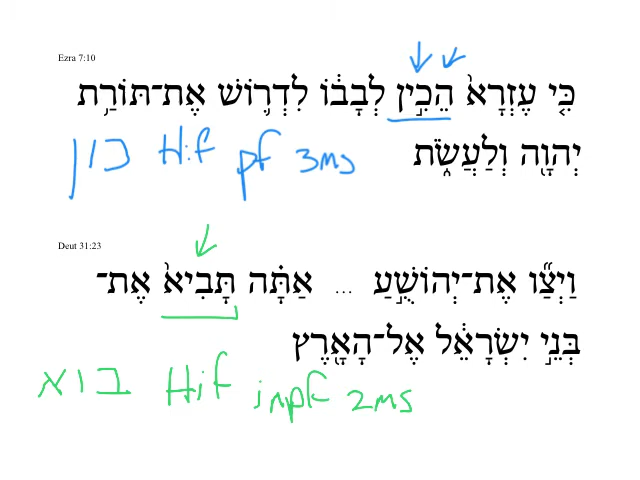 Ezra 7:10
כִּ֤י עֶזְרָא֙ הֵכִ֣ין לְבָב֔וֹ לִדְר֛וֹשׁ אֶת־תּוֹרַ֥ת
יְהוָ֖ה וְלַעֲשֹׂ֑ת
כון Hif pf 3ms
Deut 31:23
וַיְצַ֞ו אֶת־יְהוֹשֻׁ֣עַ ... אַתָּ֗ה תָּבִיא֙ אֶת־
בְּנֵ֣י יִשְׂרָאֵ֔ל אֶל־הָאָ֖רֶץ
בוא Hif impf 2ms